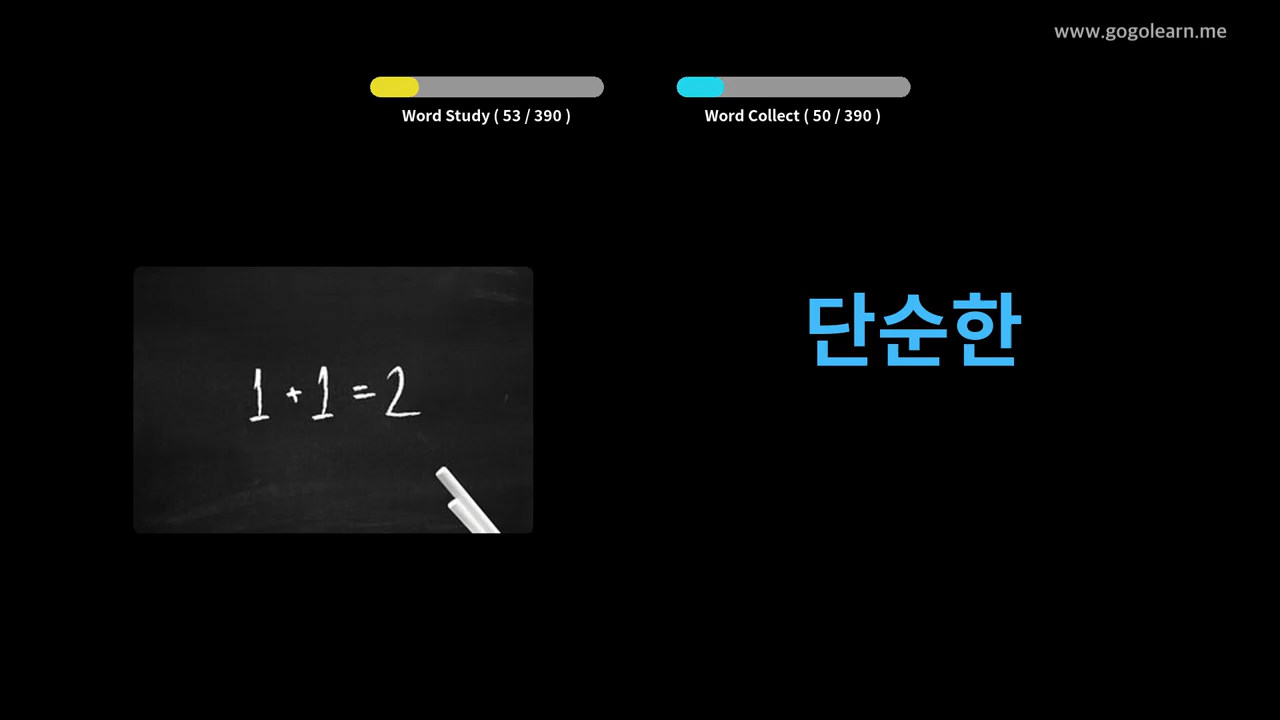 www.gogolearn.me
Word Study ( 53 / 390 )
Word Collect ( 50 / 390 )
단순한
1 + 1 = 2